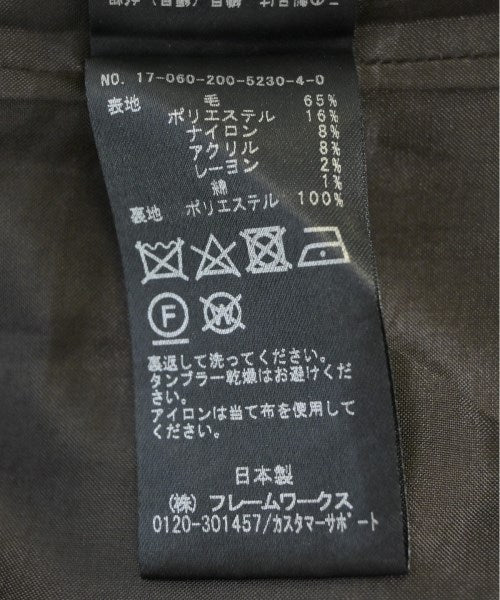 NO. 17-060-200-5230-4-0
表地 毛 65%
ポリエステル 16%
ナイロン 8%
アクリル 8%
レーヨン 2%
綿 1%
裏地 ポリエステル 100%
F W
裏返して洗ってください。
タンブラー乾燥はお避けくだ
さい。
アイロンは当て布を使用して
ください。
日本製
(株) フレームワークス
0120-301457/カスタマーサポート